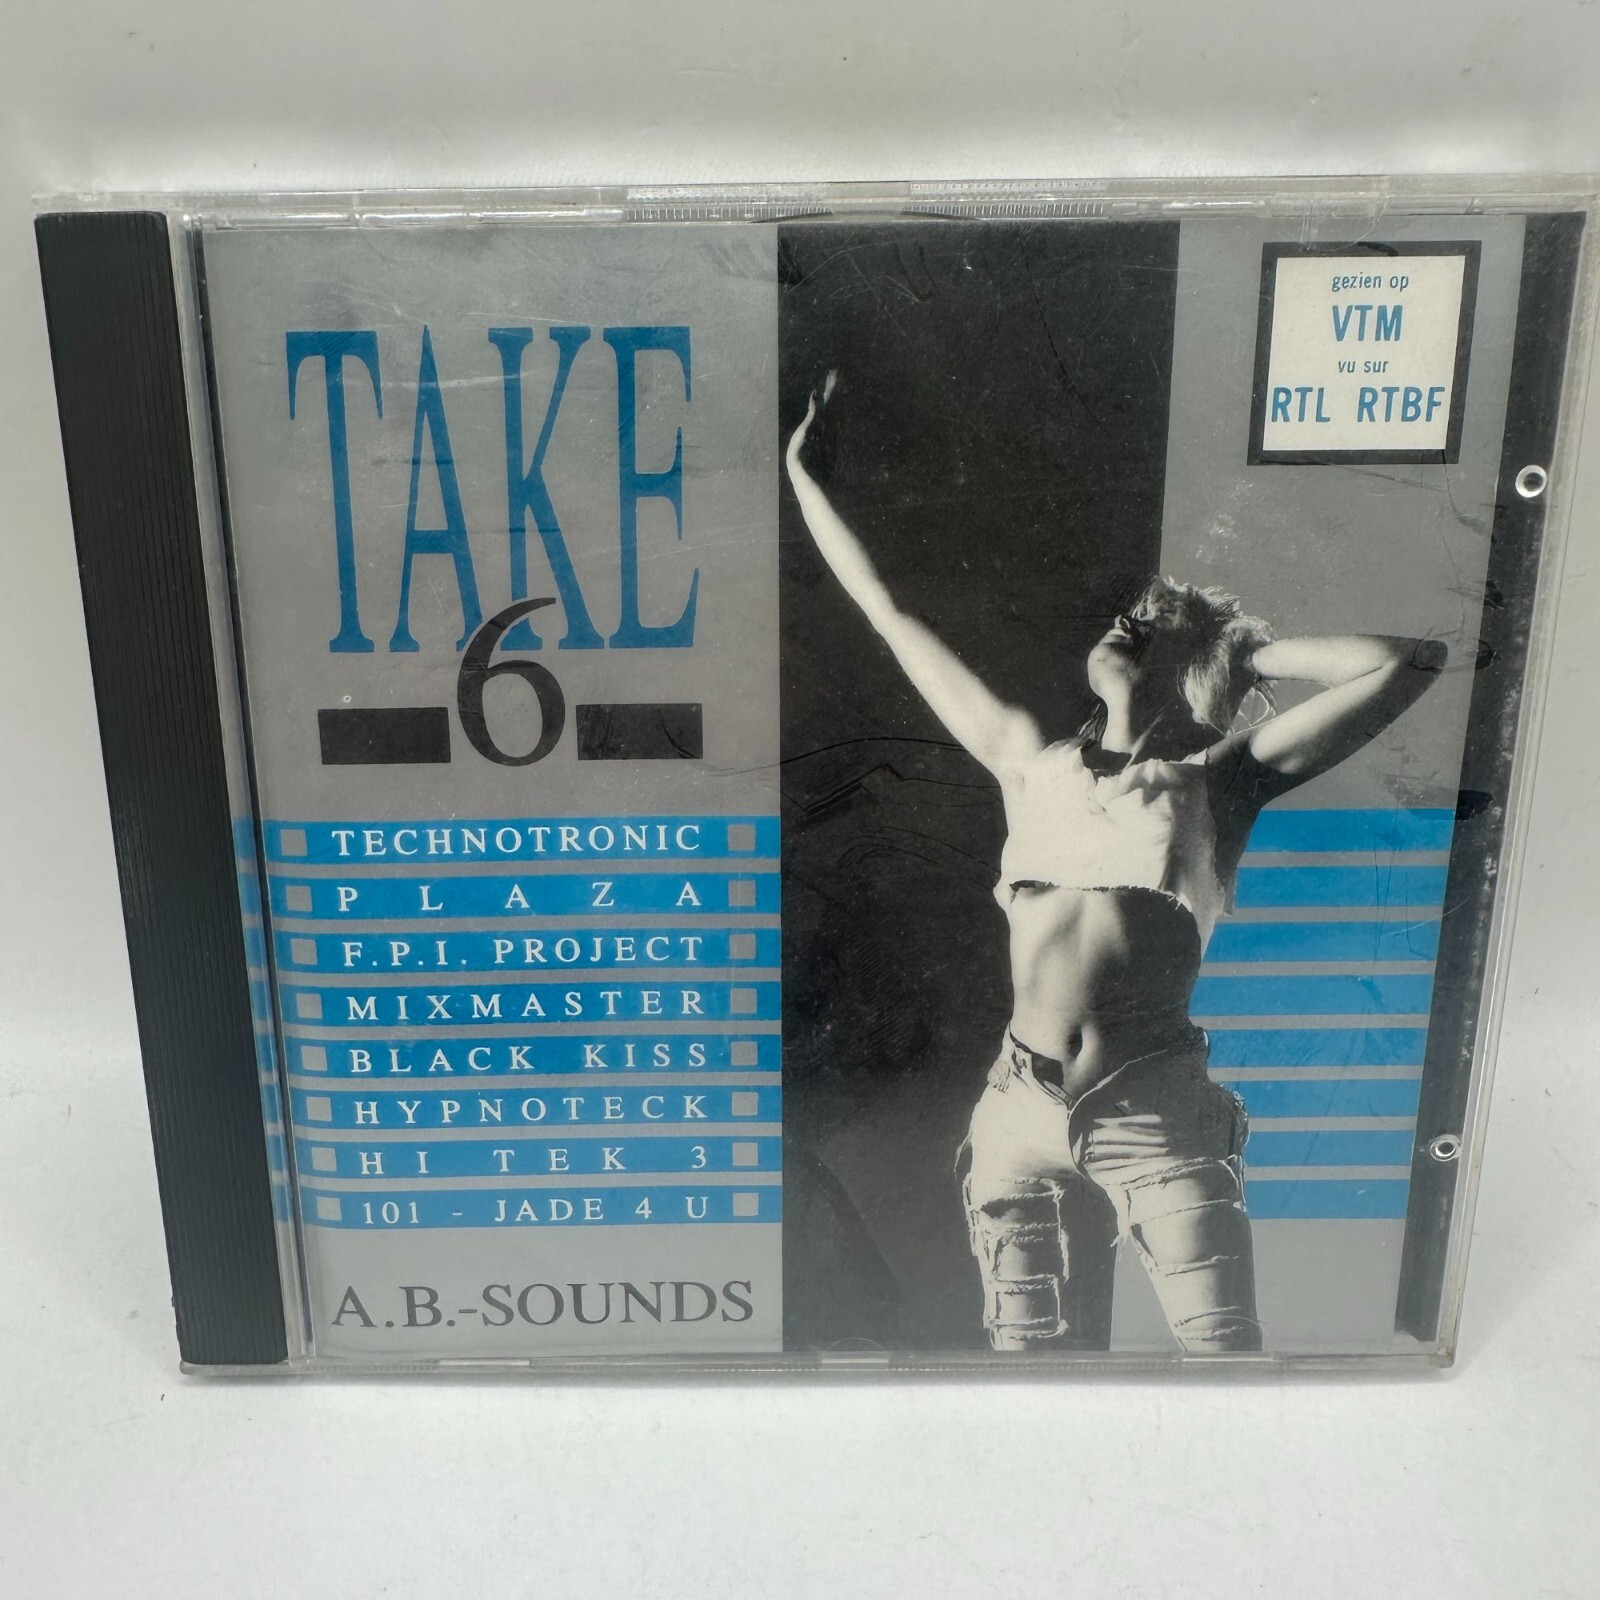 TAKE
6
gezien op
VTM
vu sur
RTL RTBF
TECHNOTRONIC
PLAZA
F.P.I. PROJECT
MIXMASTER
BLACK KISS
HYPNOTECK
HI TEK 3
101 - JADE 4 U
A.B.-SOUNDS